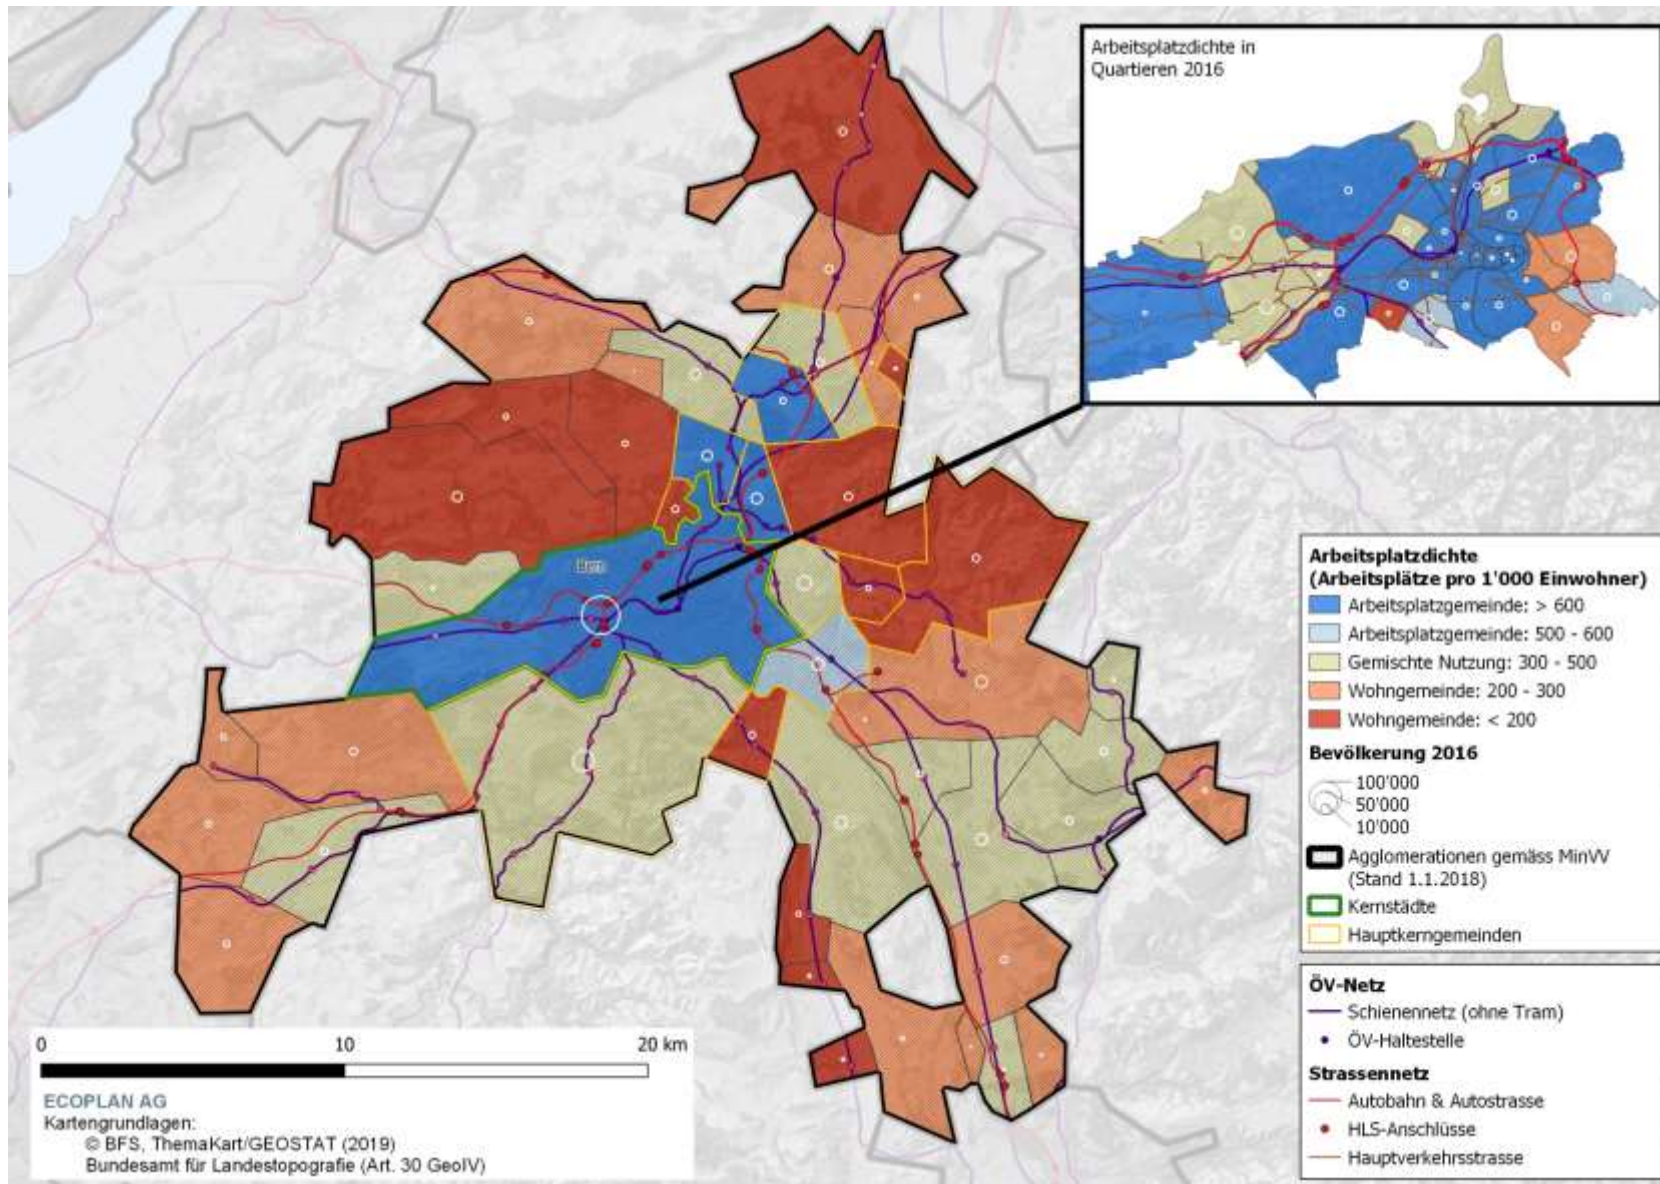 Arbeitsplatzdichte in
Quartieren 2016
Bern
Arbeitsplatzdichte
(Arbeitsplätze pro 1'000 Einwohner)
Arbeitsplatzgemeinde: > 600
Arbeitsplatzgemeinde: 500 - 600
Gemischte Nutzung: 300 - 500
Wohngemeinde: 200 - 300
Wohngemeinde: < 200
Bevölkerung 2016
100'000
50'000
10'000
Agglomerationen gemäss MinVV
(Stand 1.1.2018)
Kernstädte
Hauptkerngemeinden
ÖV-Netz
Schienennetz (ohne Tram)
ÖV-Haltestelle
Strassennetz
Autobahn & Autostrasse
HLS-Anschlüsse
Hauptverkehrsstrasse
0 10 20 km
ECOPLAN AG
Kartengrundlagen:
© BFS, ThemaKart/GEOSTAT (2019)
Bundesamt für Landestopografie (Art. 30 GeoIV)